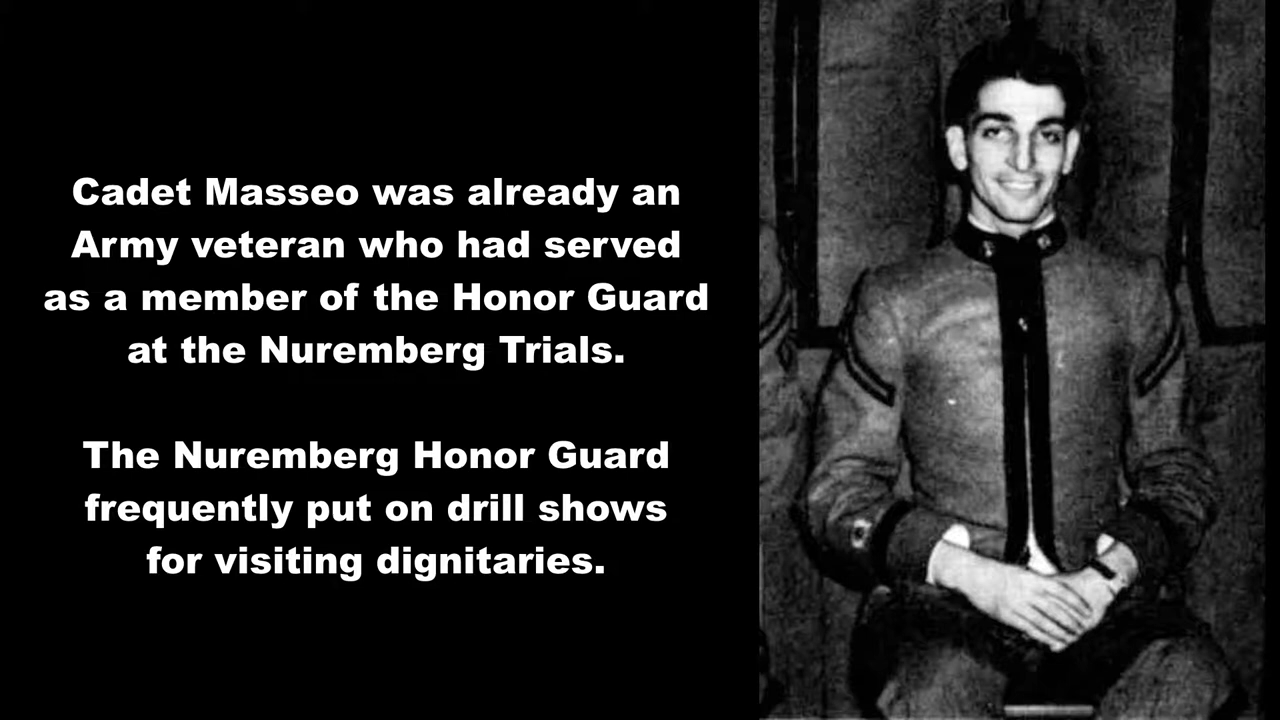 Cadet Masseo was already an
Army veteran who had served
as a member of the Honor Guard
at the Nuremberg Trials.
The Nuremberg Honor Guard
frequently put on drill shows
for visiting dignitaries.